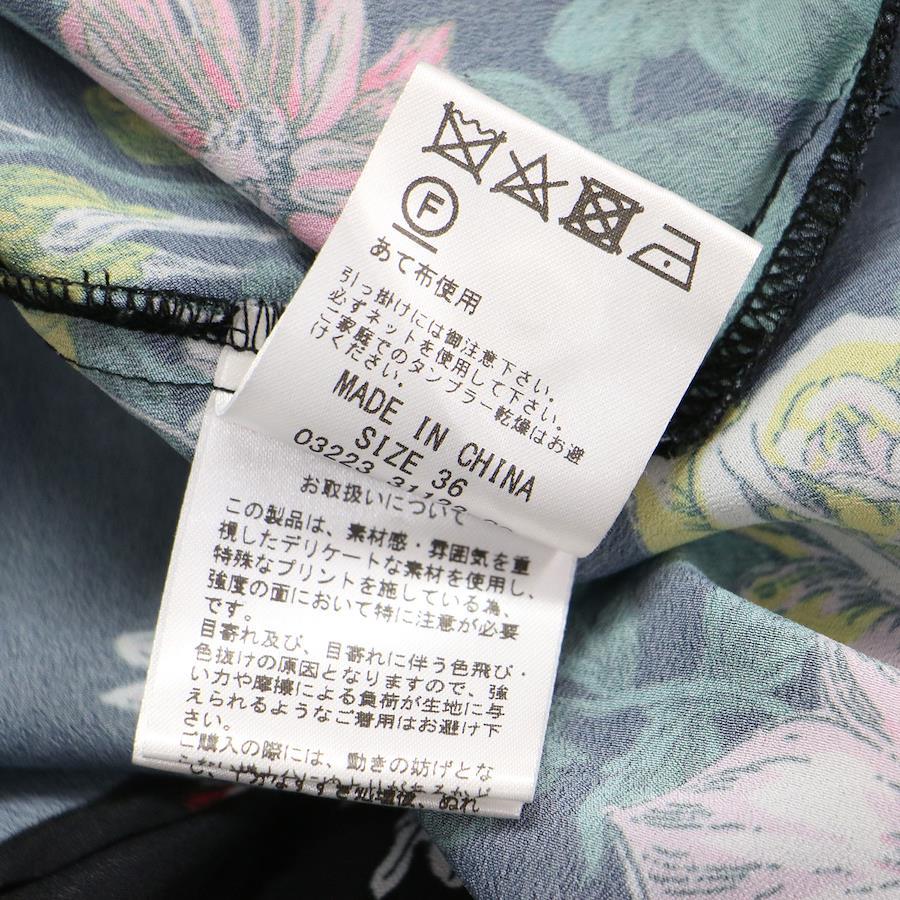 F
あて布使用
引っ掛けには御注意下さい。
必ずネットを使用して下さい。
ご家庭でのタンブラー乾燥はお避
けください。
MADE IN CHINA
SIZE 36
03223
お取扱いについて
この製品は、素材感・雰囲気を重
視したデリケートな素材を使用し、
特殊なプリントを施している為、
強度の面において特に注意が必要
です。
目寄れ及び、目寄れに伴う色飛び・
色抜けの原因となりますので、強
い力や摩擦による負荷が生地に与
えられるようなご着用はお避け下
さい。
ご購入の際には、動きの妨げとな